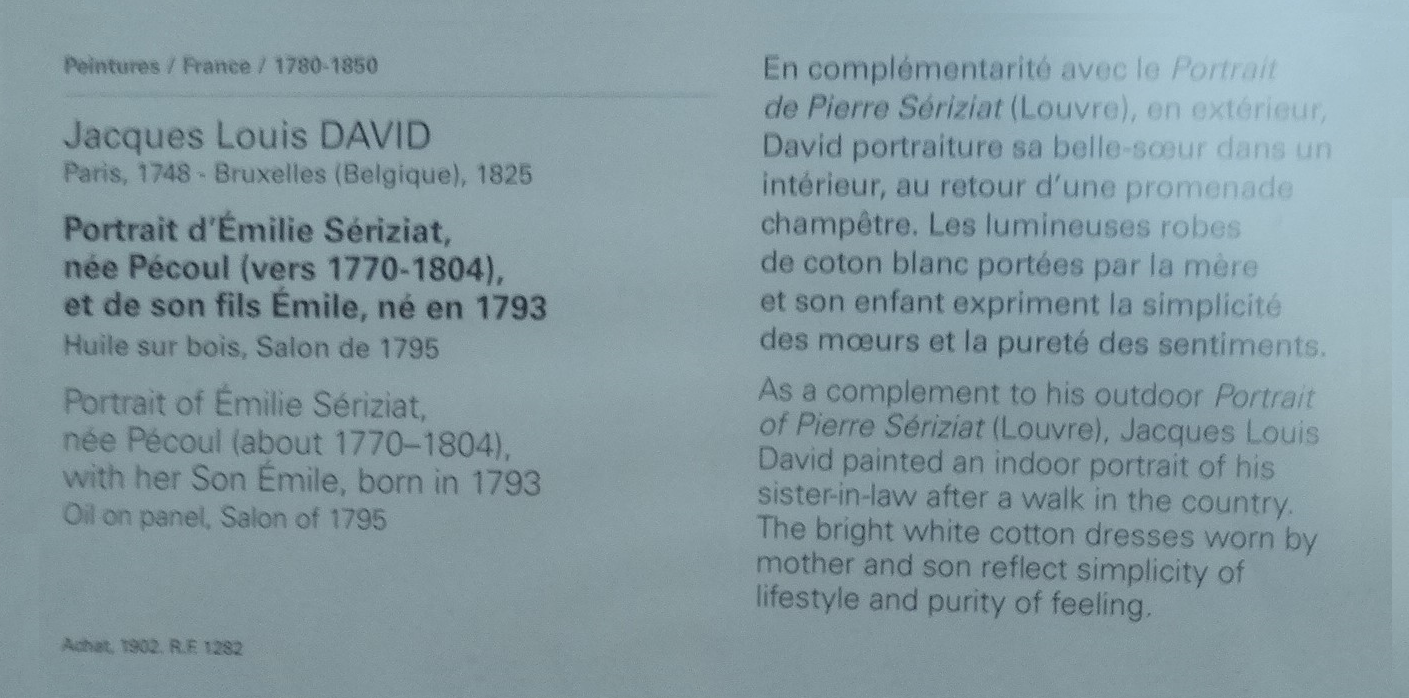 Peintures / France / 1780-1850
Jacques Louis DAVID
Paris, 1748 - Bruxelles (Belgique), 1825
Portrait d'Émilie Sériziat,
née Pécoul (vers 1770-1804),
et de son fils Émile, né en 1793
Huile sur bois, Salon de 1795
Portrait of Émilie Sériziat,
née Pécoul (about 1770–1804),
with her Son Émile, born in 1793
Oil on panel, Salon of 1795
Achat, 1902. R.F. 1282
En complémentarité avec le Portrait
de Pierre Sériziat (Louvre), en extérieur,
David portraiture sa belle-sœur dans un
intérieur, au retour d'une promenade
champêtre. Les lumineuses robes
de coton blanc portées par la mère
et son enfant expriment la simplicité
des mœurs et la pureté des sentiments.
As a complement to his outdoor Portrait
of Pierre Sériziat (Louvre), Jacques Louis
David painted an indoor portrait of his
sister-in-law after a walk in the country.
The bright white cotton dresses worn by
mother and son reflect simplicity of
lifestyle and purity of feeling.